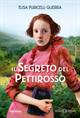 ELISA PURICELLI GUERRA
IL SEGRETO DEL
PETTIROSSO